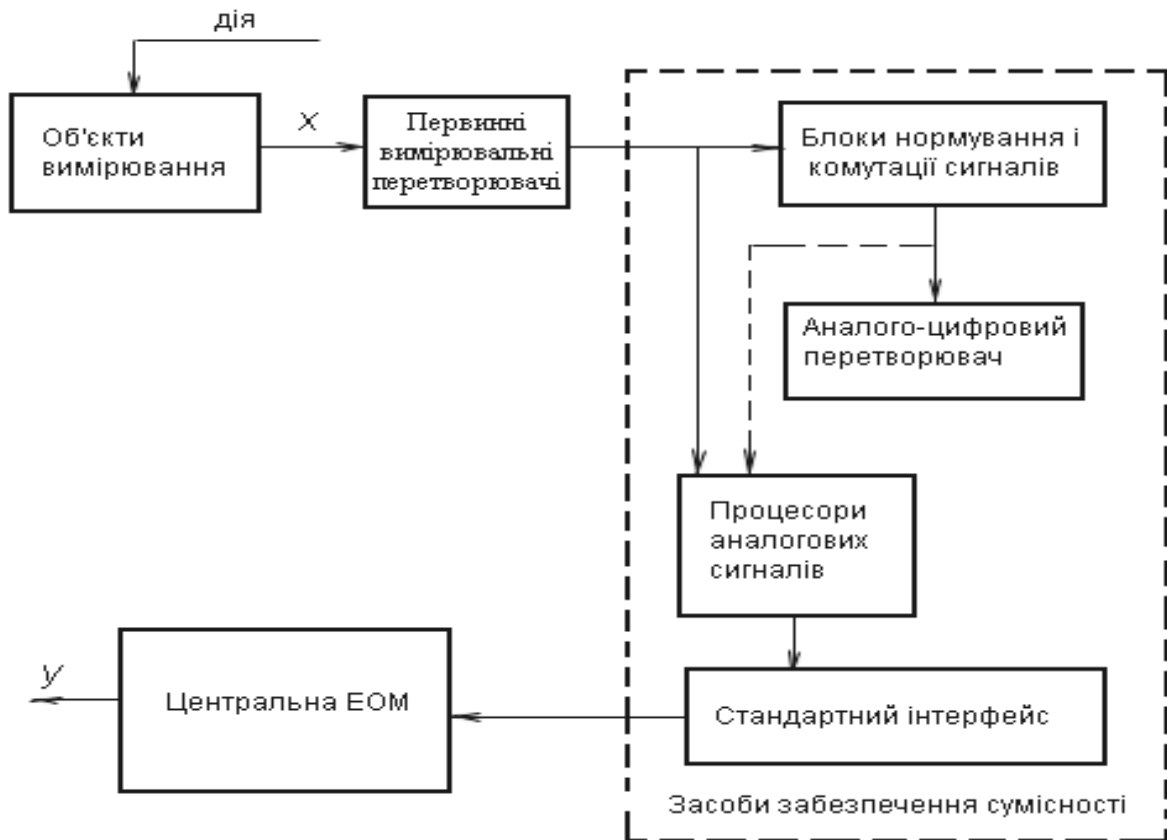 дія
Об'єкти
вимірювання
X
Первинні
вимірювальні
перетворювачі
Блоки нормування і
комутації сигналів
Аналого-цифровий
перетворювач
Процесори
аналогових
сигналів
Стандартний інтерфейс
Центральна ЕОМ
y
Засоби забезпечення сумісності